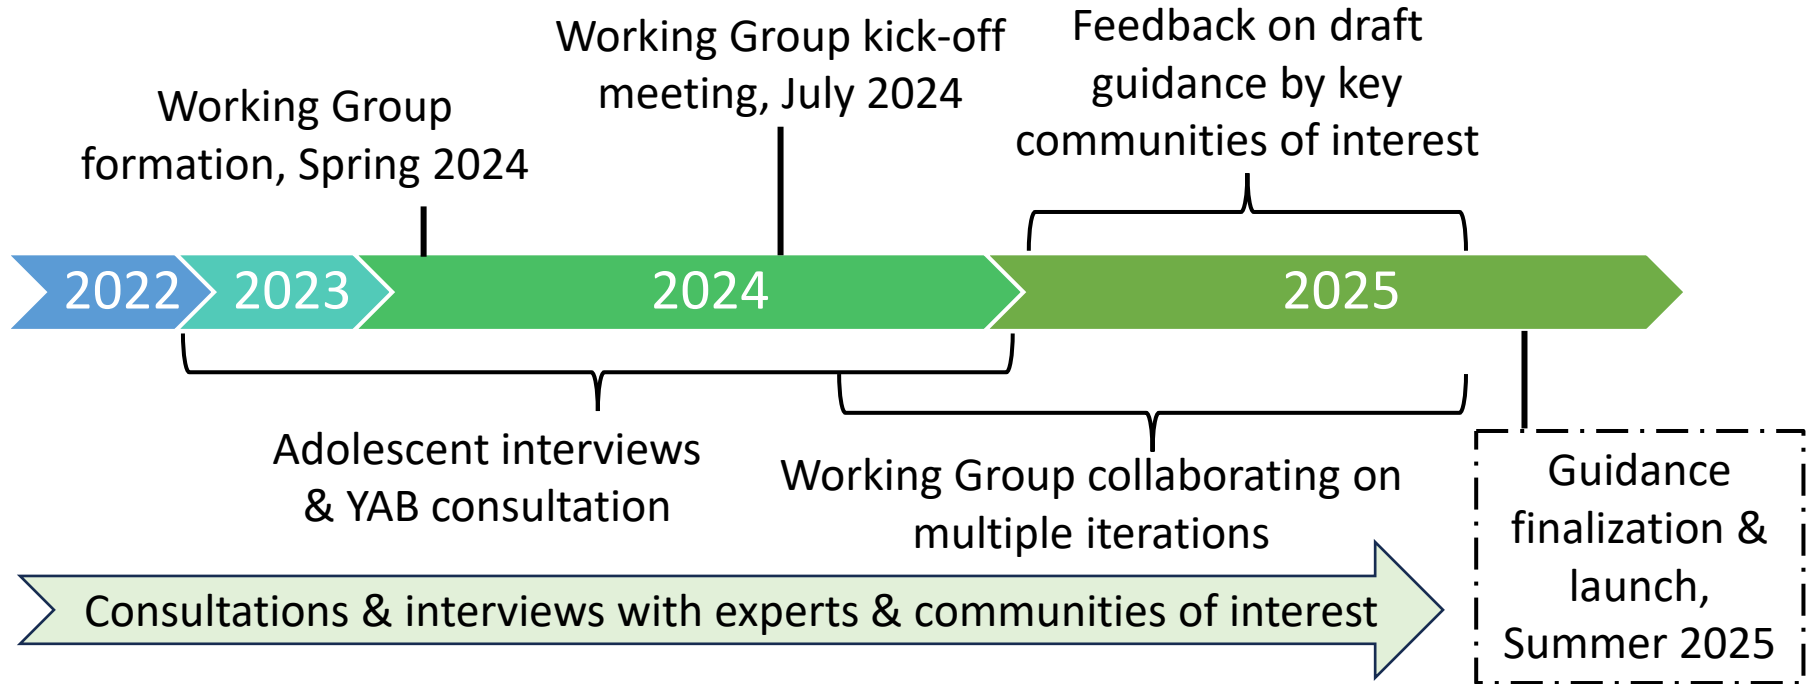 Working Group kick-off
meeting, July 2024
Feedback on draft
guidance by key
communities of interest
Working Group
formation, Spring 2024
2022
2023
2024
2025
Adolescent interviews
& YAB consultation
Working Group collaborating on
multiple iterations
Guidance
finalization &
launch,
Summer 2025
Consultations & interviews with experts & communities of interest